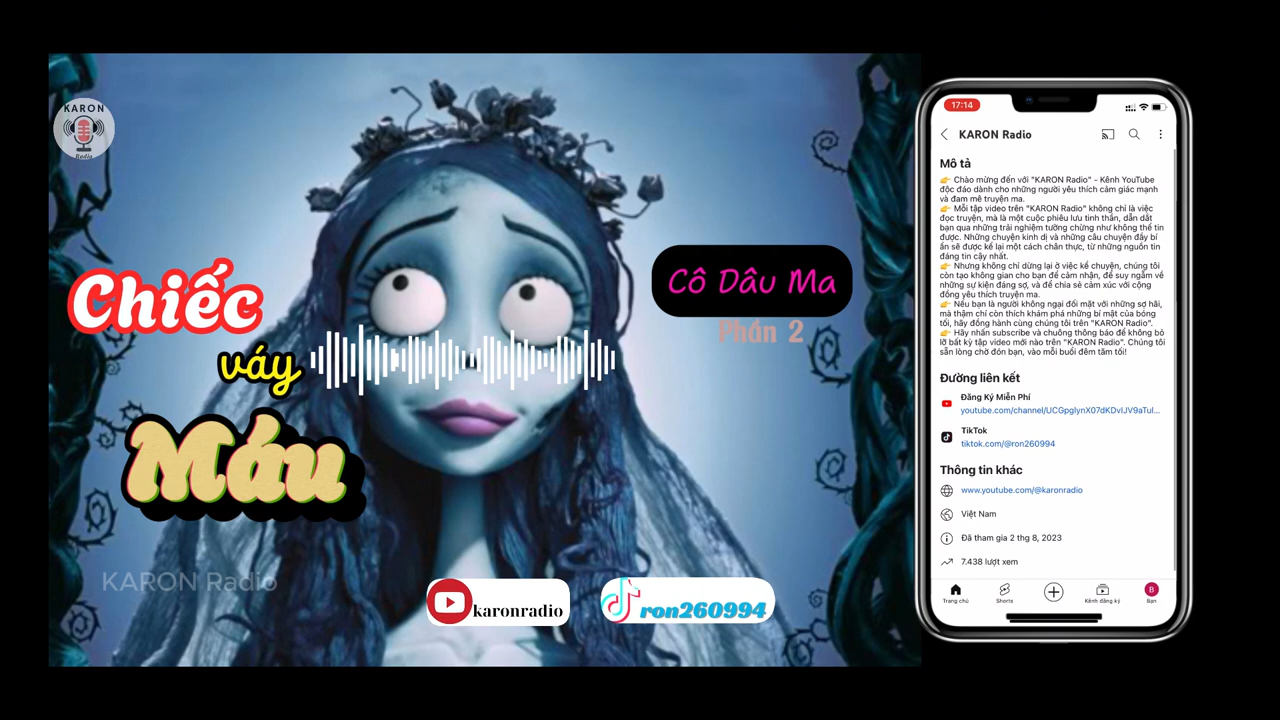 KARON
Radio
Chiếc
váy
Máu
Cô Dâu Ma
Phần 2
KARON Radio
karonradio
ron260994
17:14
KARON Radio
Mô tả
👉 Chào mừng đến với "KARON Radio" - Kênh YouTube
độc đáo dành cho những người yêu thích cảm giác mạnh
và đam mê truyện ma.
👉 Mỗi tập video trên "KARON Radio" không chỉ là việc
đọc truyện, mà là một cuộc phiêu lưu tinh thần, dẫn dắt
bạn qua những trải nghiệm tưởng chừng như không thể tin
được. Những chuyện kinh dị và những câu chuyện đầy bí
ẩn sẽ được kể lại một cách chân thực, từ những nguồn tin
đáng tin cậy nhất.
👉 Nhưng không chỉ dừng lại ở việc kể chuyện, chúng tôi
còn tạo không gian cho bạn để cảm nhận, để suy ngẫm về
những sự kiện đáng sợ, và để chia sẻ cảm xúc với cộng
đồng yêu thích truyện ma.
👉 Nếu bạn là người không ngại đối mặt với những sợ hãi,
mà thậm chí còn thích khám phá những bí mật của bóng
tối, hãy đồng hành cùng chúng tôi trên "KARON Radio".
👉 Hãy nhấn subscribe và chuông thông báo để không bỏ
lỡ bất kỳ tập video mới nào trên "KARON Radio". Chúng tôi
sẵn lòng chờ đón bạn, vào mỗi buổi đêm tăm tối!
Đường liên kết
Đăng Ký Miễn Phí
youtube.com/channel/UCGpgIynX07dKDvIJV9aTul...
TikTok
tiktok.com/@ron260994
Thông tin khác
www.youtube.com/@karonradio
Việt Nam
Đã tham gia 2 thg 8, 2023
7.438 lượt xem
Trang chủ
Shorts
Kênh đăng ký
B
Bạn